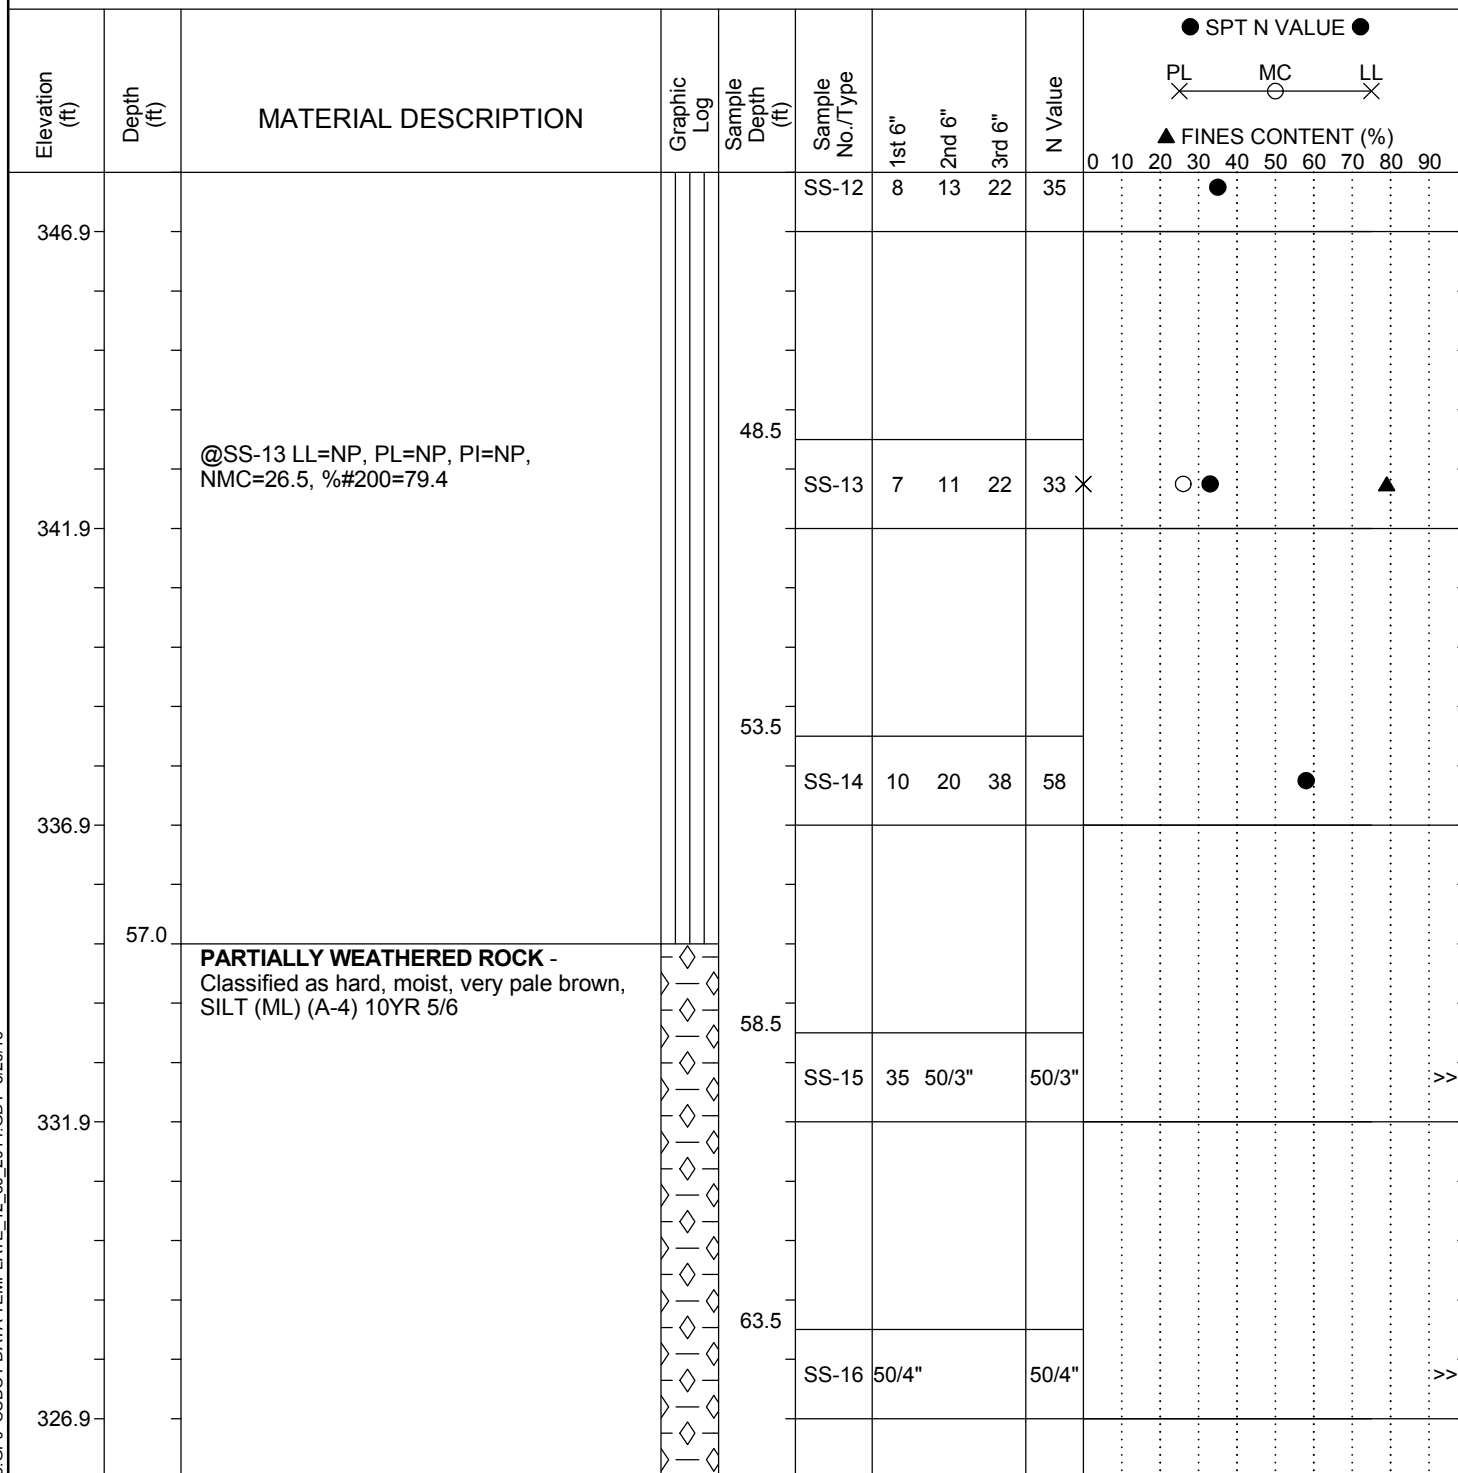 ● SPT N VALUE ●
PL MC LL
▲ FINES CONTENT (%)
Elevation (ft)
Depth (ft)
MATERIAL DESCRIPTION
Graphic Log
Sample Depth (ft)
Sample No./Type
1st 6"
2nd 6"
3rd 6"
N Value
0 10 20 30 40 50 60 70 80 90
SS-12 8 13 22 35
346.9
48.5
@SS-13 LL=NP, PL=NP, PI=NP,
NMC=26.5, %#200=79.4
SS-13 7 11 22 33
341.9
53.5
SS-14 10 20 38 58
336.9
57.0
PARTIALLY WEATHERED ROCK -
Classified as hard, moist, very pale brown,
SILT (ML) (A-4) 10YR 5/6
58.5
SS-15 35 50/3" 50/3" >>
331.9
63.5
SS-16 50/4" 50/4" >>
326.9